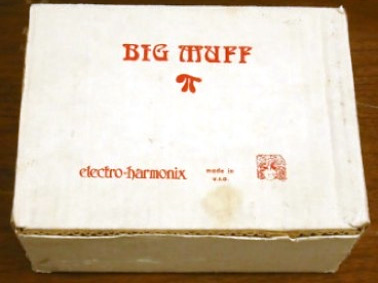 BIG MUFF
π
electro-harmonix made in
u.s.a.